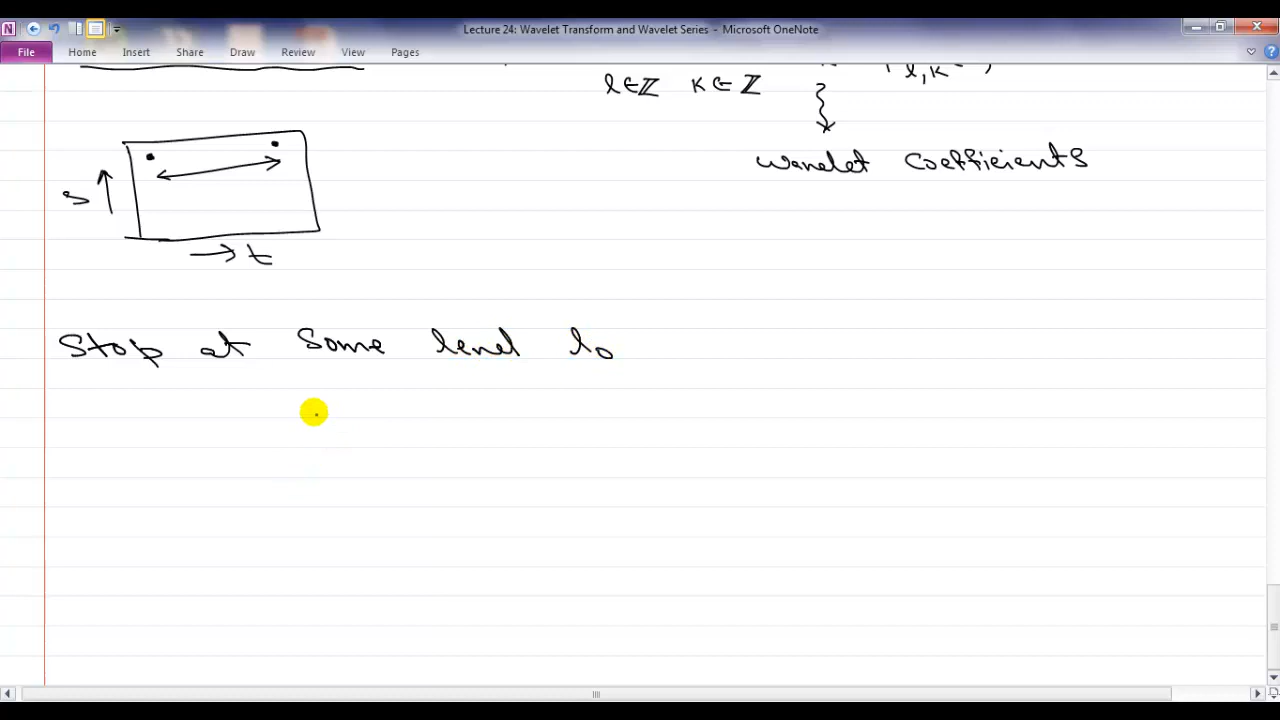 Lecture 24: Wavelet Transform and Wavelet Series - Microsoft OneNote
File Home Insert Share Draw Review View Pages
l,k
l∈ℤ k∈ℤ
wavelet coefficients
s
t
Stop at some level l0